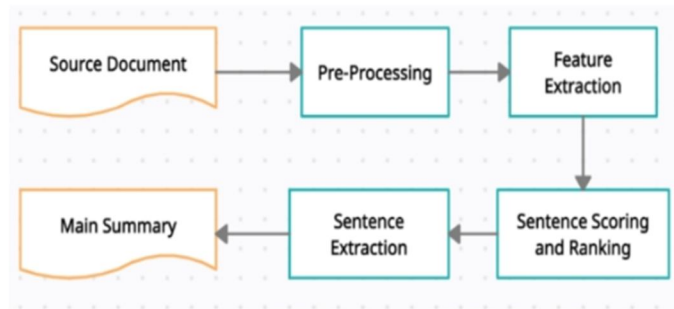 Source Document
Pre-Processing
Feature
Extraction
Sentence Scoring
and Ranking
Sentence
Extraction
Main Summary